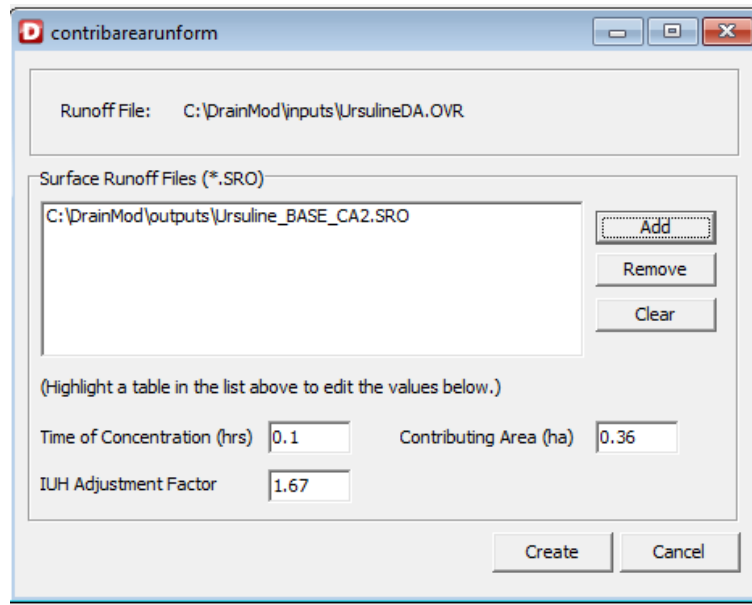 D contribarearunform
Runoff File: C:\DrainMod\inputs\UrsulineDA.OVR
Surface Runoff Files (*.SRO)
C:\DrainMod\outputs\Ursuline_BASE_CA2.SRO
Add
Remove
Clear
(Highlight a table in the list above to edit the values below.)
Time of Concentration (hrs) 0.1 Contributing Area (ha) 0.36
IUH Adjustment Factor 1.67
Create Cancel